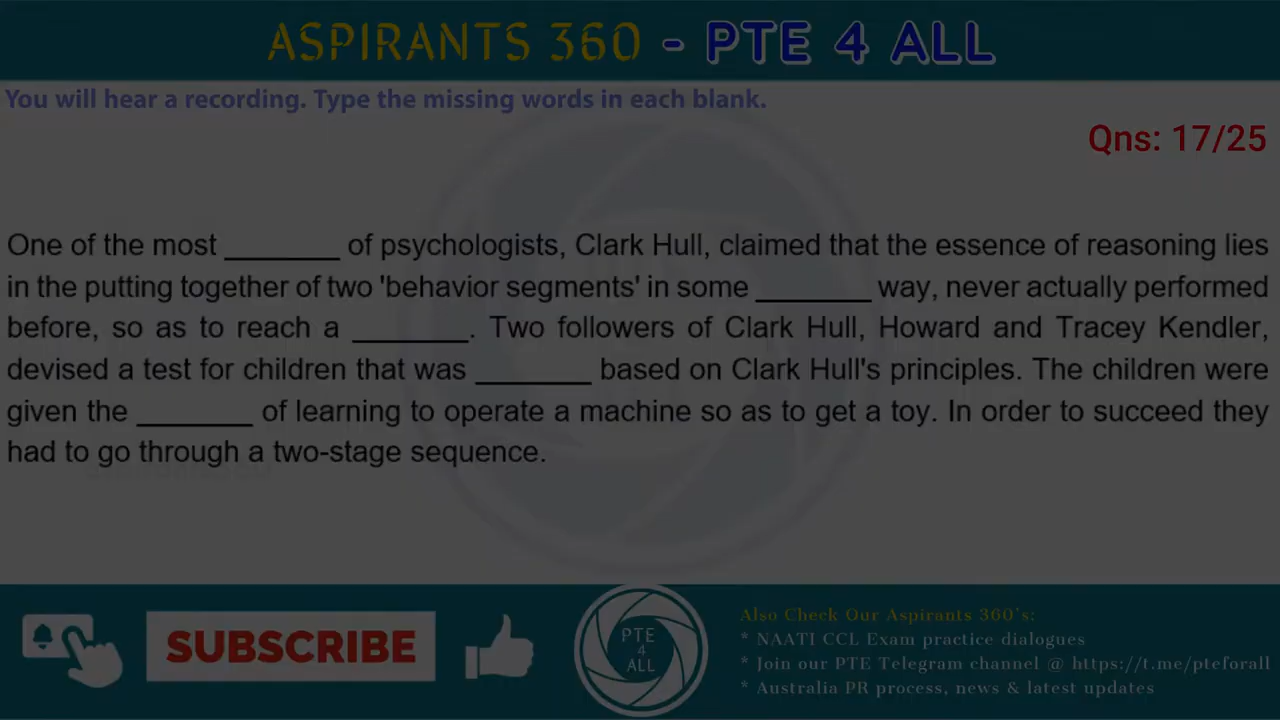 ASPIRANTS 360 - PTE 4 ALL
You will hear a recording. Type the missing words in each blank.
Qns: 17/25
One of the most _______ of psychologists, Clark Hull, claimed that the essence of reasoning lies
in the putting together of two 'behavior segments' in some _______ way, never actually performed
before, so as to reach a _______. Two followers of Clark Hull, Howard and Tracey Kendler,
devised a test for children that was _______ based on Clark Hull's principles. The children were
given the _______ of learning to operate a machine so as to get a toy. In order to succeed they
had to go through a two-stage sequence.
SUBSCRIBE
PTE
4
ALL
Also Check Our Aspirants 360's:
* NAATI CCL Exam practice dialogues
* Join our PTE Telegram channel @ https://t.me/pteforall
* Australia PR process, news & latest updates